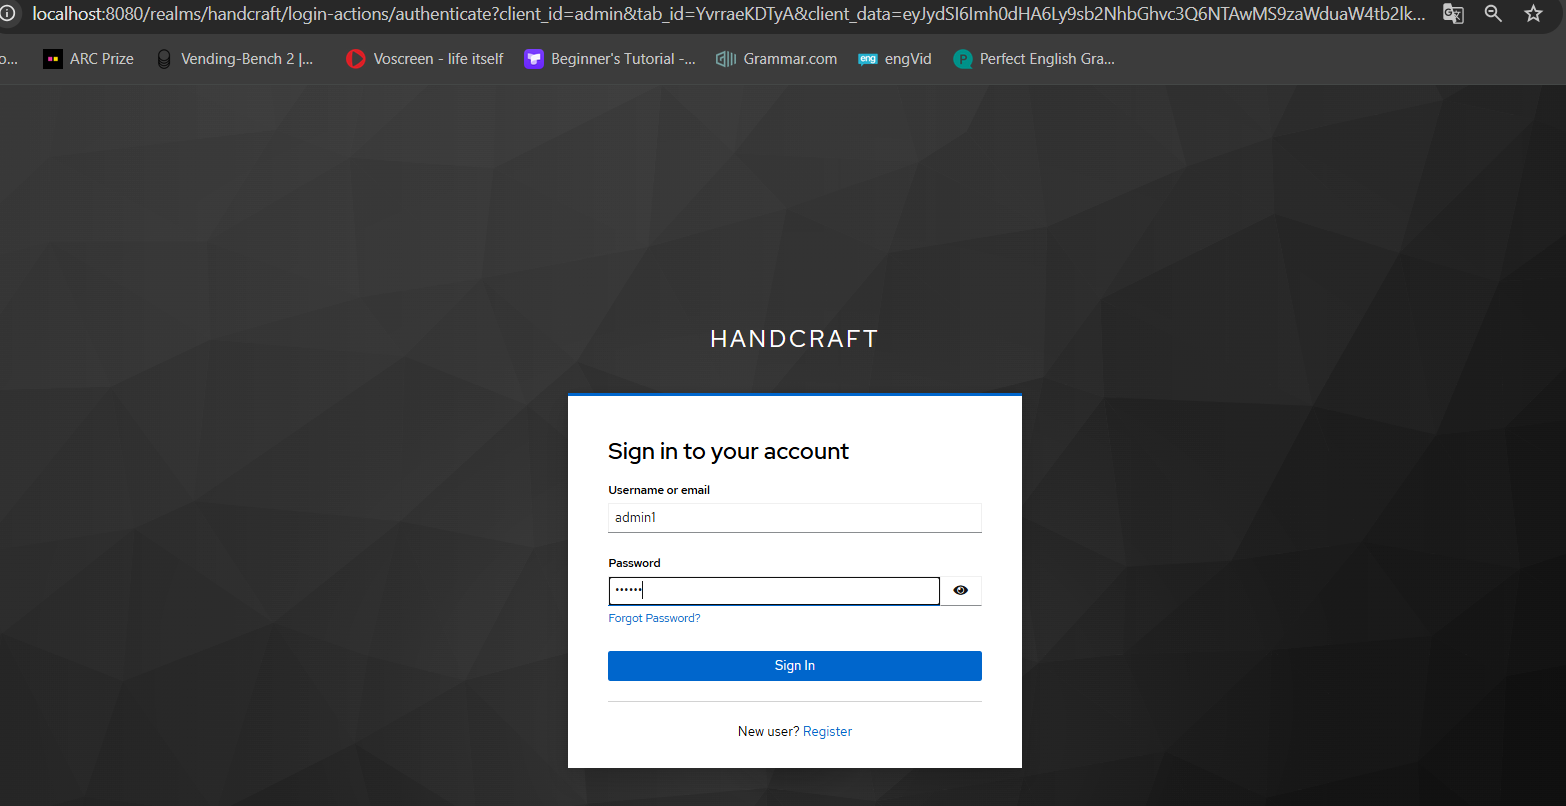 localhost:8080/realms/handcraft/login-actions/authenticate?client_id=admin&tab_id=YvrraeKDTyA&client_data=eyJydSI6Imh0dHA6Ly9sb2NhbGhvc3Q6NTAwMS9zaWduaW4tb2lk...
o... ARC Prize Vending-Bench 2 |... Voscreen - life itself Beginner's Tutorial -... Grammar.com eng engVid P Perfect English Gra...
HANDCRAFT
Sign in to your account
Username or email
admin1
Password
••••••
Forgot Password?
Sign In
New user? Register